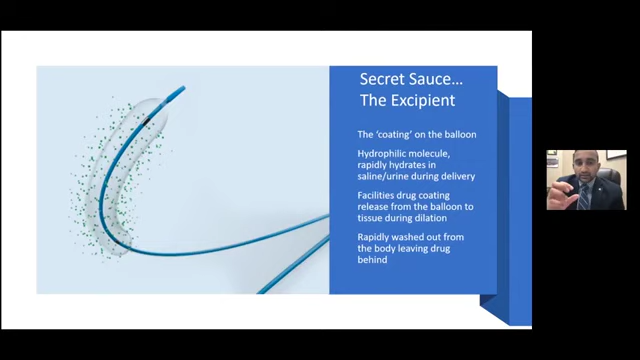 Secret Sauce…
The Excipient
The 'coating' on the balloon
Hydrophilic molecule,
rapidly hydrates in
saline/urine during delivery
Facilities drug coating
release from the balloon to
tissue during dilation
Rapidly washed out from
the body leaving drug
behind